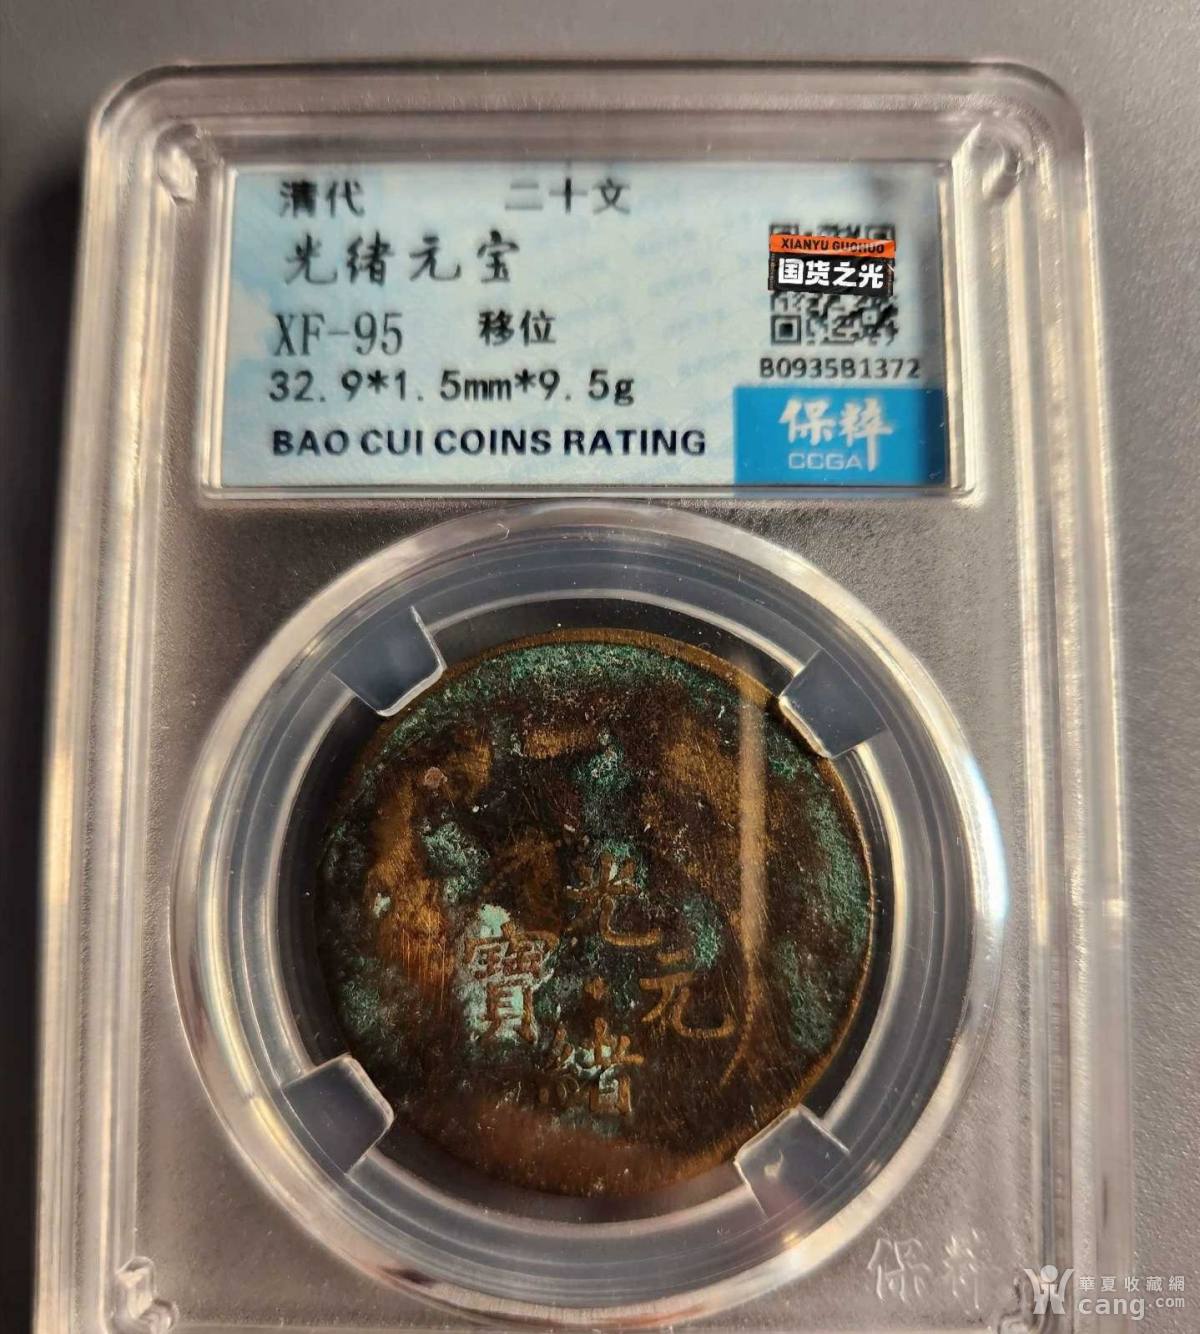 清代 二十文
光绪元宝
XF-95 移位
32.9*1.5mm*9.5g
BAO CUI COINS RATING
XIANYU GUOHUO
国货之光
B0935B1372
保粹
CCGA
光
元
寶
緒
保粹
華夏收藏網
cang.com